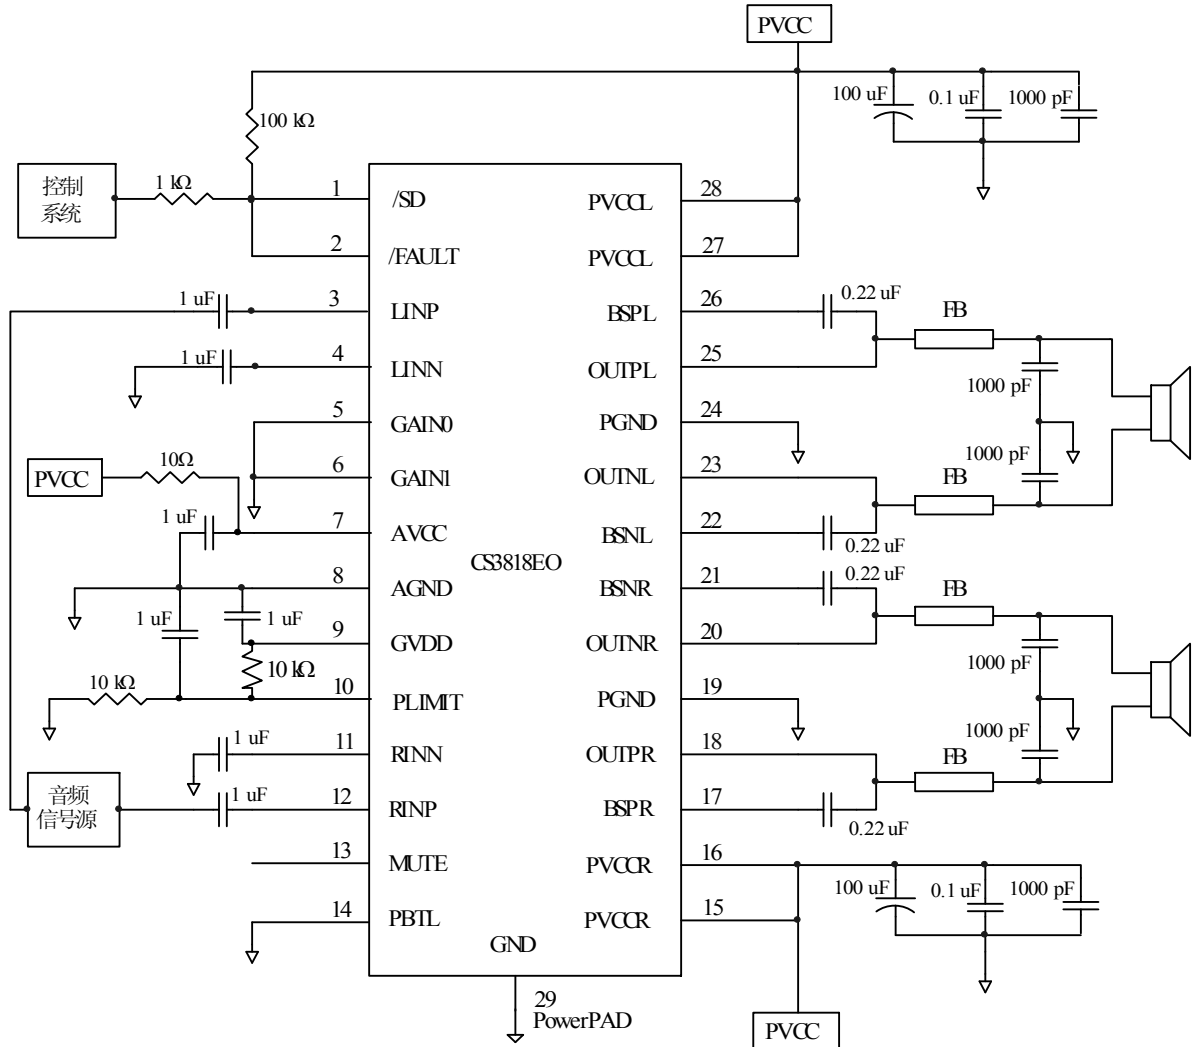 PVCC
100 uF
0.1 uF
1000 pF
100 kΩ
控制
系统
1 kΩ
1
/SD
2
/FAULT
1 uF
3
LINP
1 uF
4
LINN
5
GAIN0
6
GAIN1
PVCC
10Ω
1 uF
7
AVCC
8
AGND
1 uF
1 uF
9
GVDD
10 kΩ
10 kΩ
10
PLIMIT
1 uF
11
RINN
音频
信号源
1 uF
12
RINP
13
MUTE
14
PBTL
CS3818EO
GND
29
PowerPAD
PVCCL
28
PVCCL
27
BSPL
26
0.22 uF
FB
OUTPL
25
1000 pF
PGND
24
1000 pF
OUTNL
23
FB
BSNL
22
0.22 uF
BSNR
21
0.22 uF
FB
OUTNR
20
1000 pF
PGND
19
1000 pF
OUTPR
18
FB
BSPR
17
0.22 uF
PVCCR
16
100 uF
0.1 uF
1000 pF
PVCCR
15
PVCC